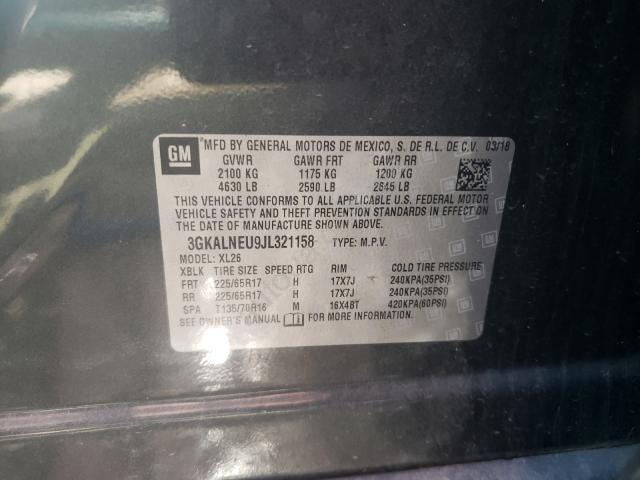 GM
MFD BY GENERAL MOTORS DE MEXICO, S. DE R.L. DE C.V. 03/18
GVWR GAWR FRT GAWR RR
2100 KG 1175 KG 1200 KG
4630 LB 2590 LB 2645 LB
THIS VEHICLE CONFORMS TO ALL APPLICABLE U.S. FEDERAL MOTOR
VEHICLE SAFETY AND THEFT PREVENTION STANDARDS IN EFFECT ON
THE DATE OF MANUFACTURE SHOWN ABOVE.
3GKALNEU9JL321158 TYPE: M.P.V.
MODEL: XL26
XBLK TIRE SIZE SPEED RTG RIM COLD TIRE PRESSURE
FRT 225/65R17 H 17X7J 240KPA(35PSI)
RR 225/65R17 H 17X7J 240KPA(35PSI)
SPA T135/70R16 M 16X4BT 420KPA(60PSI)
SEE OWNER'S MANUAL FOR MORE INFORMATION.